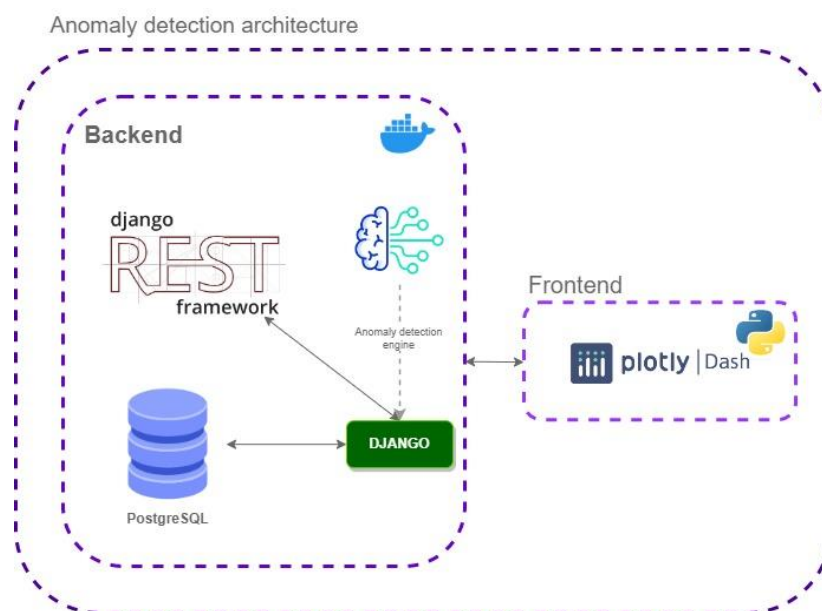 Anomaly detection architecture
Backend
django
REST
framework
Anomaly detection
engine
Frontend
plotly | Dash
DJANGO
PostgreSQL